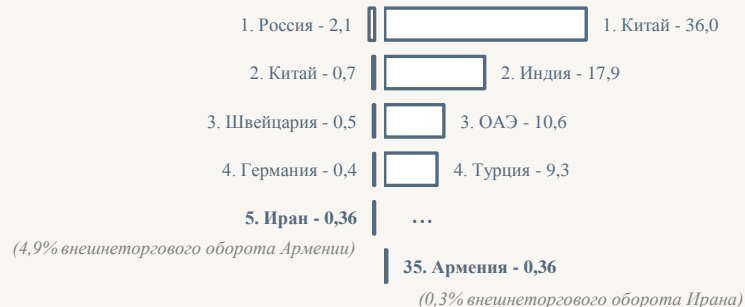 1. Россия - 2,1
1. Китай - 36,0
2. Китай - 0,7
2. Индия - 17,9
3. Швейцария - 0,5
3. ОАЭ - 10,6
4. Германия - 0,4
4. Турция - 9,3
5. Иран - 0,36
...
(4,9% внешнеторгового оборота Армении)
35. Армения - 0,36
(0,3% внешнеторгового оборота Ирана)